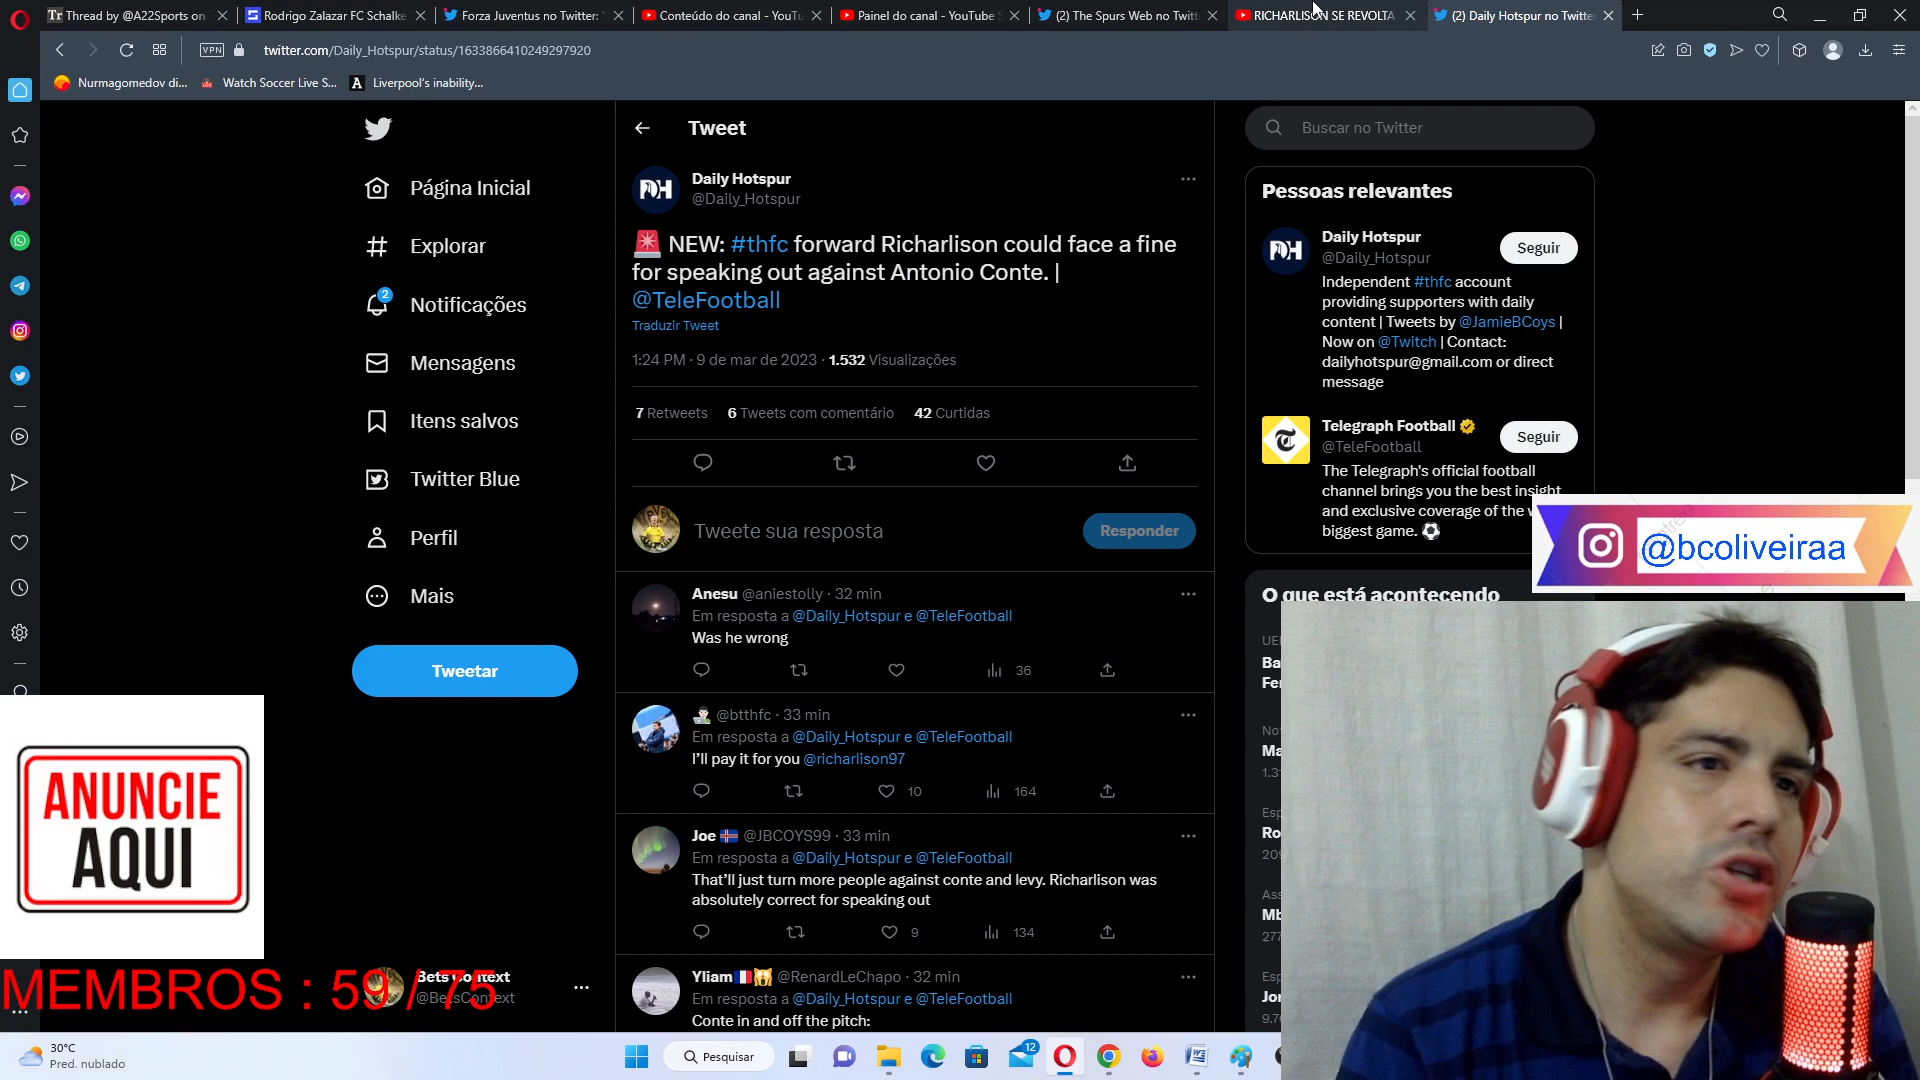 Thread by @A22Sports on
Rodrigo Zalazar FC Schalke
Forza Juventus no Twitter: "
Conteúdo do canal - YouTu
Painel do canal - YouTube S
(2) The Spurs Web no Twitt
RICHARLISON SE REVOLTA
(2) Daily Hotspur no Twitte
VPN
twitter.com/Daily_Hotspur/status/1633866410249297920
Nurmagomedov di...
Watch Soccer Live S...
Liverpool's inability...
Página Inicial
Explorar
2
Notificações
Mensagens
Itens salvos
Twitter Blue
Perfil
Mais
Tweetar
ANUNCIE
AQUI
MEMBROS : 59 / 75
Bets Context
@BetsContext
Tweet
Daily Hotspur
@Daily_Hotspur
NEW: #thfc forward Richarlison could face a fine
for speaking out against Antonio Conte. |
@TeleFootball
Traduzir Tweet
1:24 PM · 9 de mar de 2023 · 1.532 Visualizações
7 Retweets 6 Tweets com comentário 42 Curtidas
Tweete sua resposta
Responder
Anesu @aniestolly · 32 min
Em resposta a @Daily_Hotspur e @TeleFootball
Was he wrong
36
@btthfc · 33 min
Em resposta a @Daily_Hotspur e @TeleFootball
I'll pay it for you @richarlison97
10 164
Joe @JBCOYS99 · 33 min
Em resposta a @Daily_Hotspur e @TeleFootball
That'll just turn more people against conte and levy. Richarlison was
absolutely correct for speaking out
9 134
Yliam @RenardLeChapo · 32 min
Em resposta a @Daily_Hotspur e @TeleFootball
Conte in and off the pitch:
Buscar no Twitter
Pessoas relevantes
Daily Hotspur
@Daily_Hotspur
Seguir
Independent #thfc account
providing supporters with daily
content | Tweets by @JamieBCoys |
Now on @Twitch | Contact:
dailyhotspur@gmail.com or direct
message
Telegraph Football
@TeleFootball
Seguir
The Telegraph's official football
channel brings you the best insight
and exclusive coverage of the
biggest game.
@bcoliveiraa
O que está acontecendo
30°C
Pred. nublado
Pesquisar
12